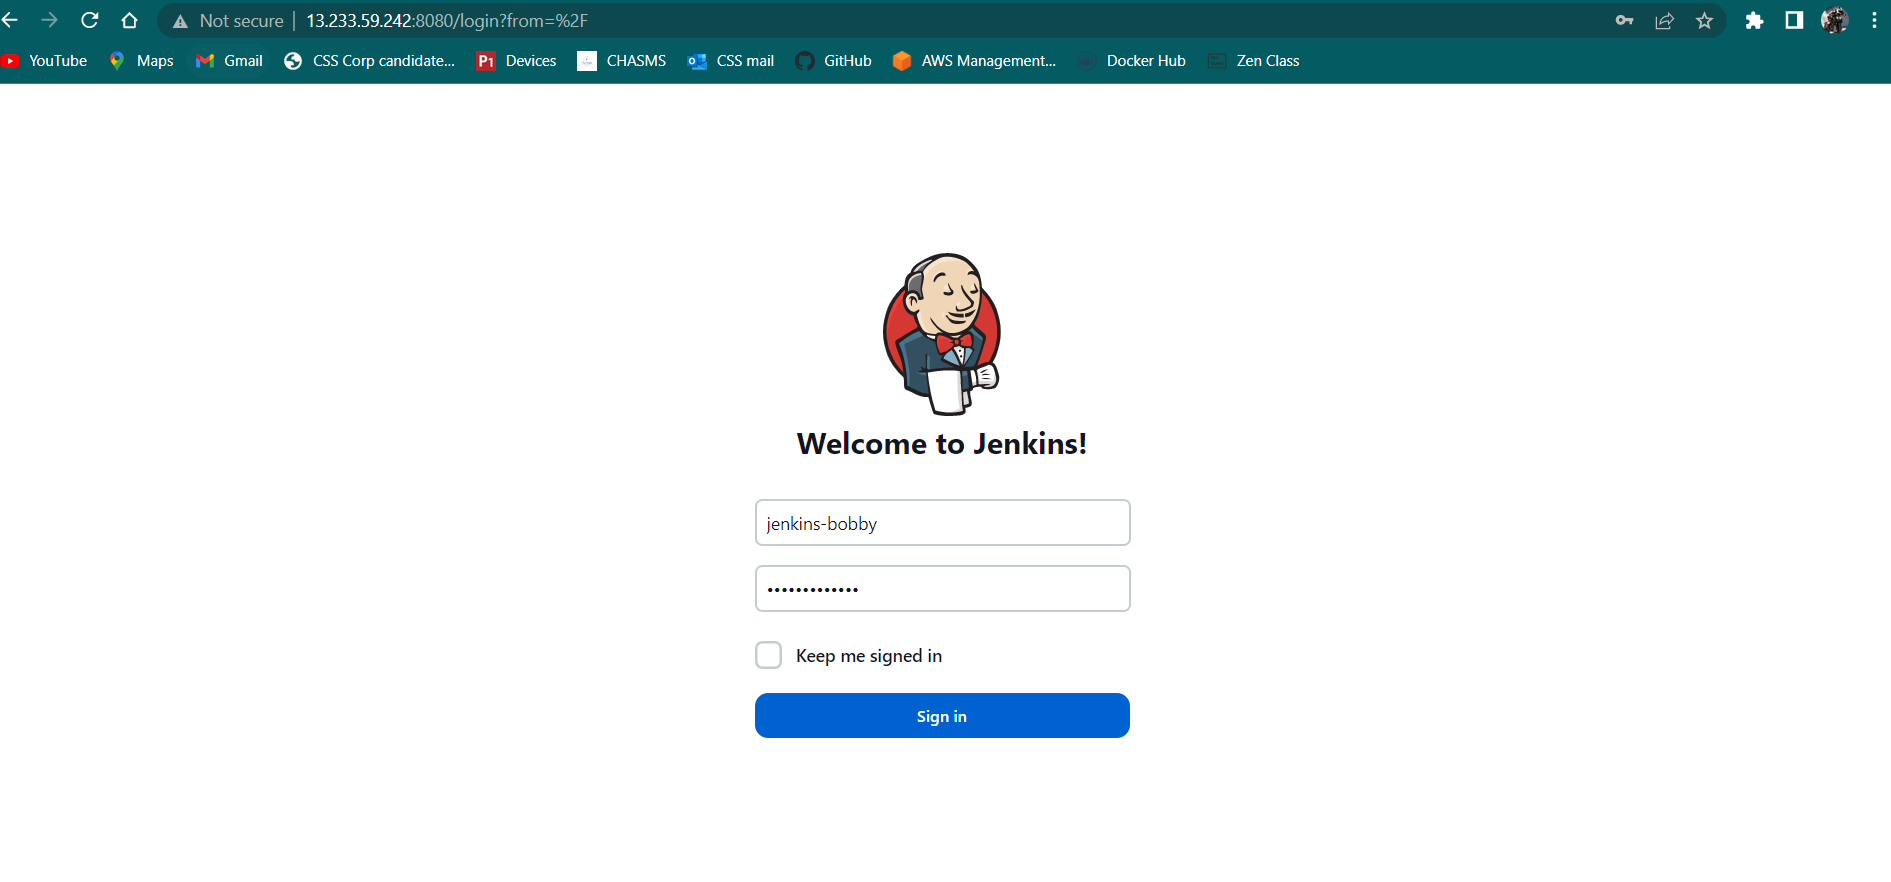 Not secure 13.233.59.242:8080/login?from=%2F
YouTube Maps Gmail CSS Corp candidate... P1 Devices CHASMS CSS mail GitHub AWS Management... Docker Hub Zen Class
Welcome to Jenkins!
jenkins-bobby
•••••••••••••
Keep me signed in
Sign in